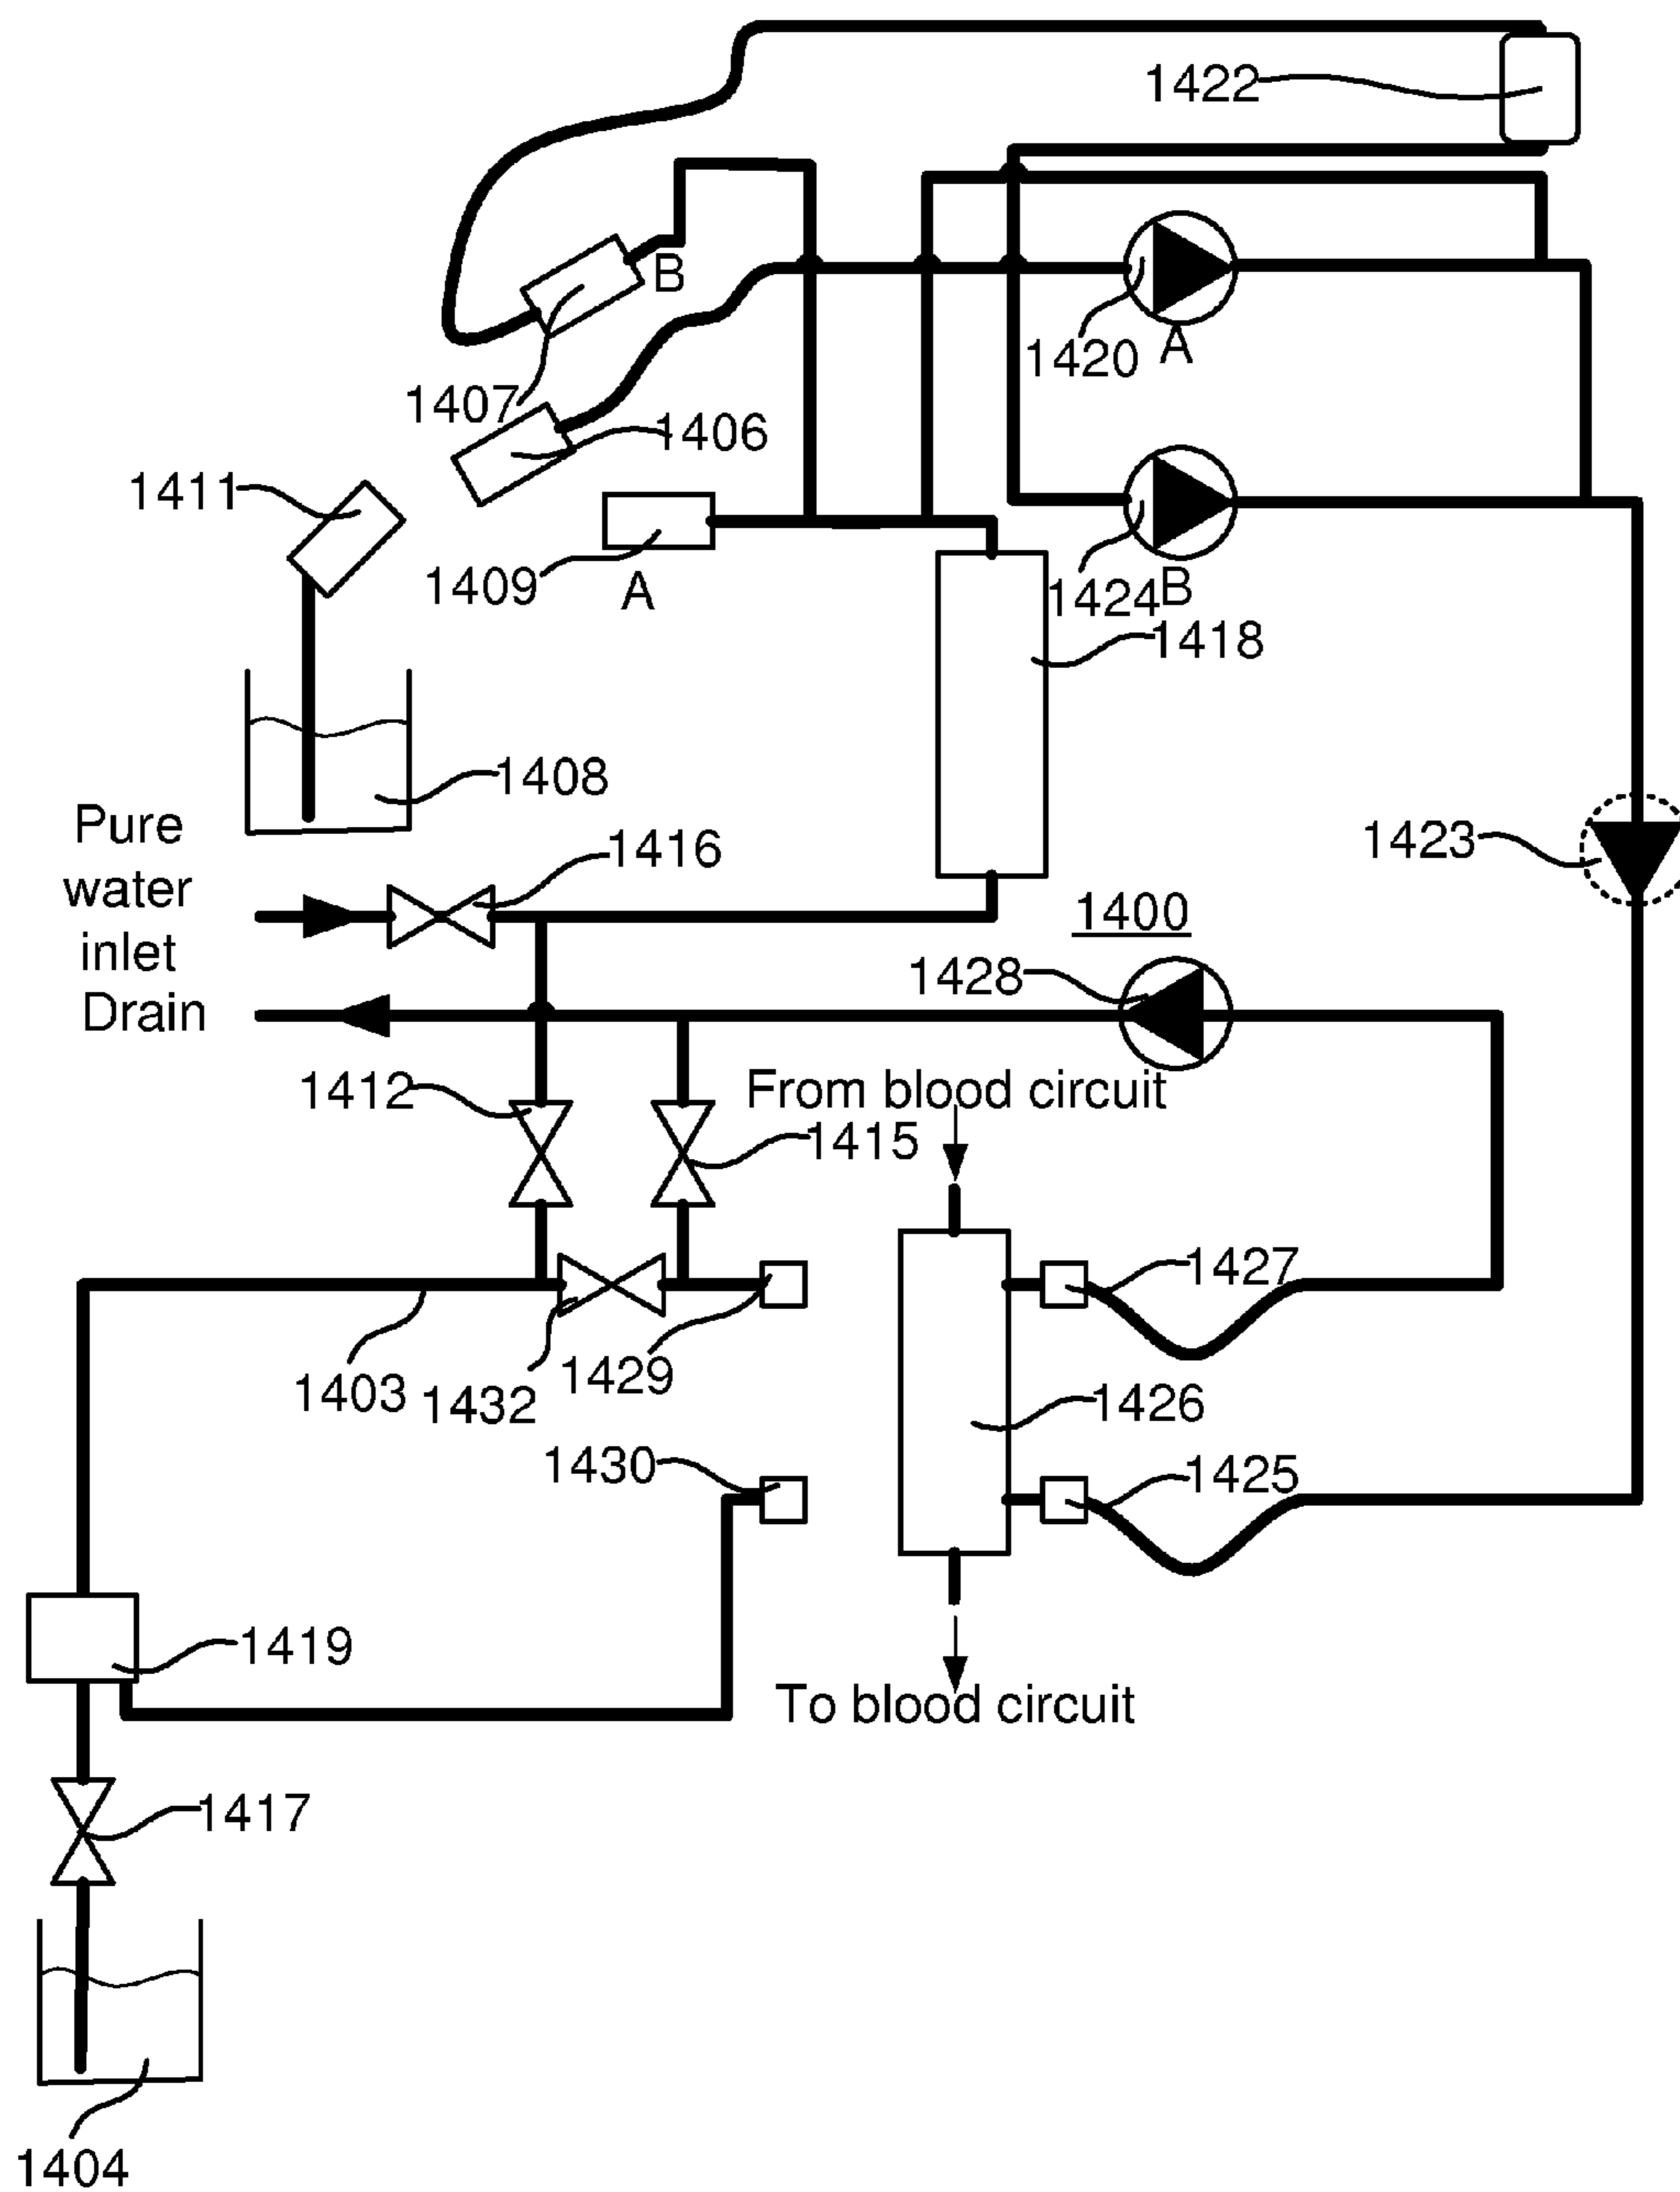 1422
B
1420
A
1407
1406
1411
1409
A
1424
B
1418
1408
Pure
water
inlet
1416
1423
1400
1428
Drain
1412
From blood circuit
1415
1427
1429
1403
1432
1426
1430
1425
1419
To blood circuit
1417
1404